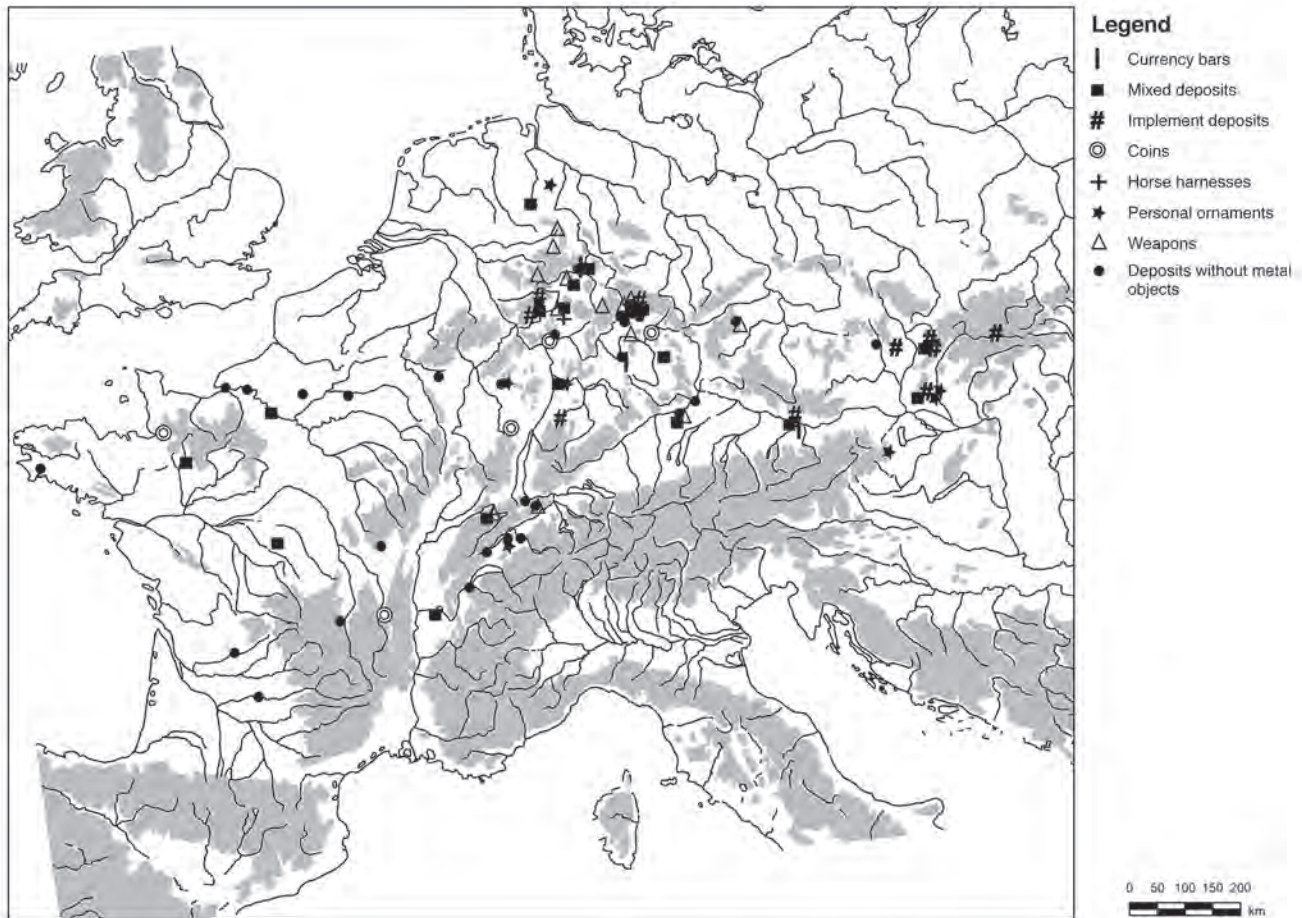 Legend
Currency bars
Mixed deposits
Implement deposits
Coins
Horse harnesses
Personal ornaments
Weapons
Deposits without metal
objects
0 50 100 150 200
km